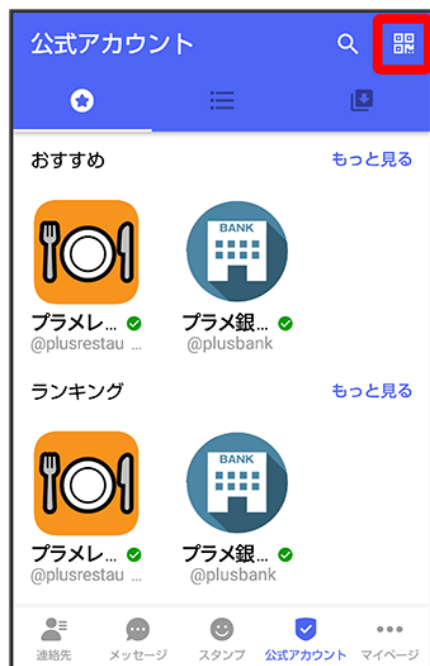 公式アカウント
おすすめ
もっと見る
BANK
プラメレ...
プラメ銀...
@plusrestau ...
@plusbank
ランキング
もっと見る
BANK
プラメレ...
プラメ銀...
@plusrestau ...
@plusbank
連絡先
メッセージ
スタンプ
公式アカウント
マイページ